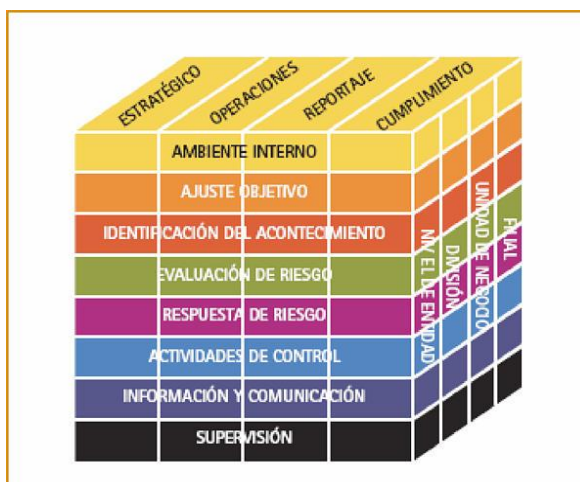 ESTRATÉGICO
OPERACIONES
REPORTAJE
CUMPLIMIENTO
AMBIENTE INTERNO
AJUSTE OBJETIVO
IDENTIFICACIÓN DEL ACONTECIMIENTO
EVALUACIÓN DE RIESGO
RESPUESTA DE RIESGO
ACTIVIDADES DE CONTROL
INFORMACIÓN Y COMUNICACIÓN
SUPERVISIÓN
NIVEL DE ENTIDAD
DIVISIÓN
UNIDAD DE NEGOCIO
FILIAL